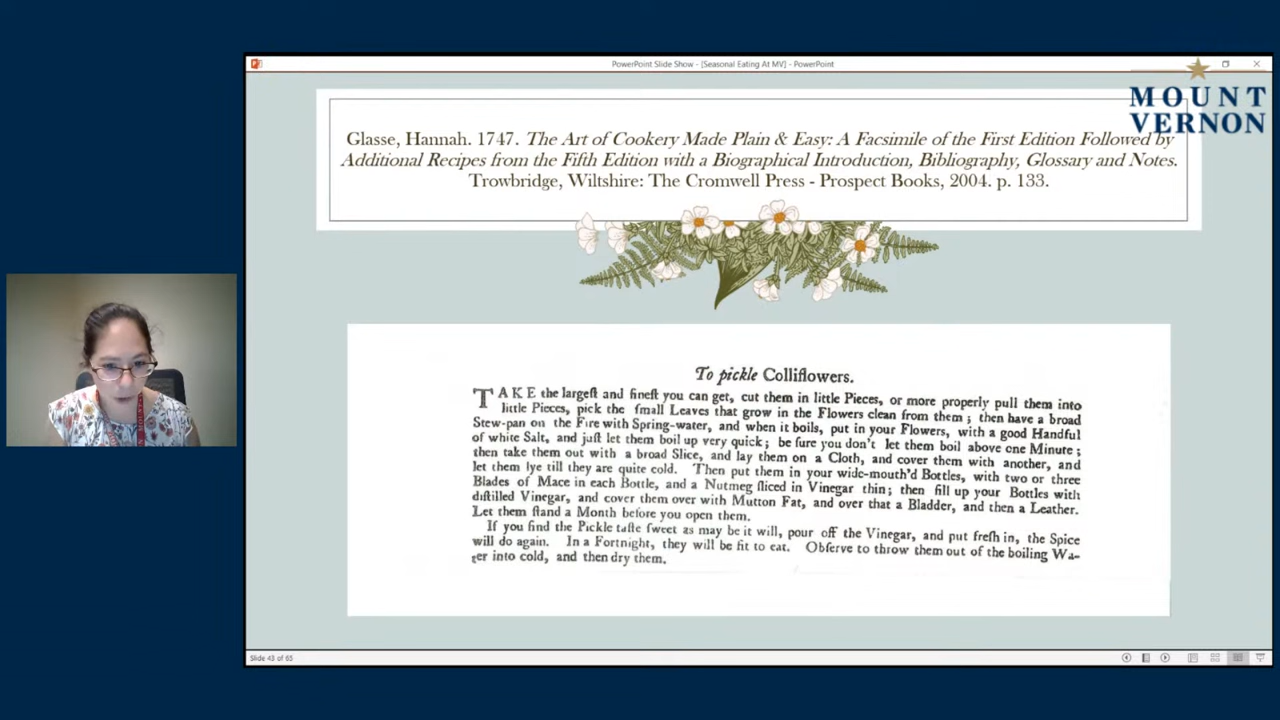 PowerPoint Slide Show - [Seasonal Eating At MV] - PowerPoint
MOUNT
VERNON
Glasse, Hannah. 1747. The Art of Cookery Made Plain & Easy: A Facsimile of the First Edition Followed by
Additional Recipes from the Fifth Edition with a Biographical Introduction, Bibliography, Glossary and Notes.
Trowbridge, Wiltshire: The Cromwell Press - Prospect Books, 2004. p. 133.
To pickle Colliflowers.
TAKE the largeſt and fineſt you can get, cut them in little Pieces, or more properly pull them into
little Pieces, pick the ſmall Leaves that grow in the Flowers clean from them; then have a broad
Stew-pan on the Fire with Spring-water, and when it boils, put in your Flowers, with a good Handful
of white Salt, and juſt let them boil up very quick; be ſure you don't let them boil above one Minute;
then take them out with a broad Slice, and lay them on a Cloth, and cover them with another, and
let them lye till they are quite cold. Then put them in your wide-mouth'd Bottles, with two or three
Blades of Mace in each Bottle, and a Nutmeg ſliced in Vinegar thin; then fill up your Bottles with
diſtilled Vinegar, and cover them over with Mutton Fat, and over that a Bladder, and then a Leather.
Let them ſtand a Month before you open them.
If you find the Pickle taſte ſweet as may be it will, pour off the Vinegar, and put freſh in, the Spice
will do again. In a Fortnight, they will be fit to eat. Obſerve to throw them out of the boiling Wa-
ter into cold, and then dry them.
Slide 43 of 65